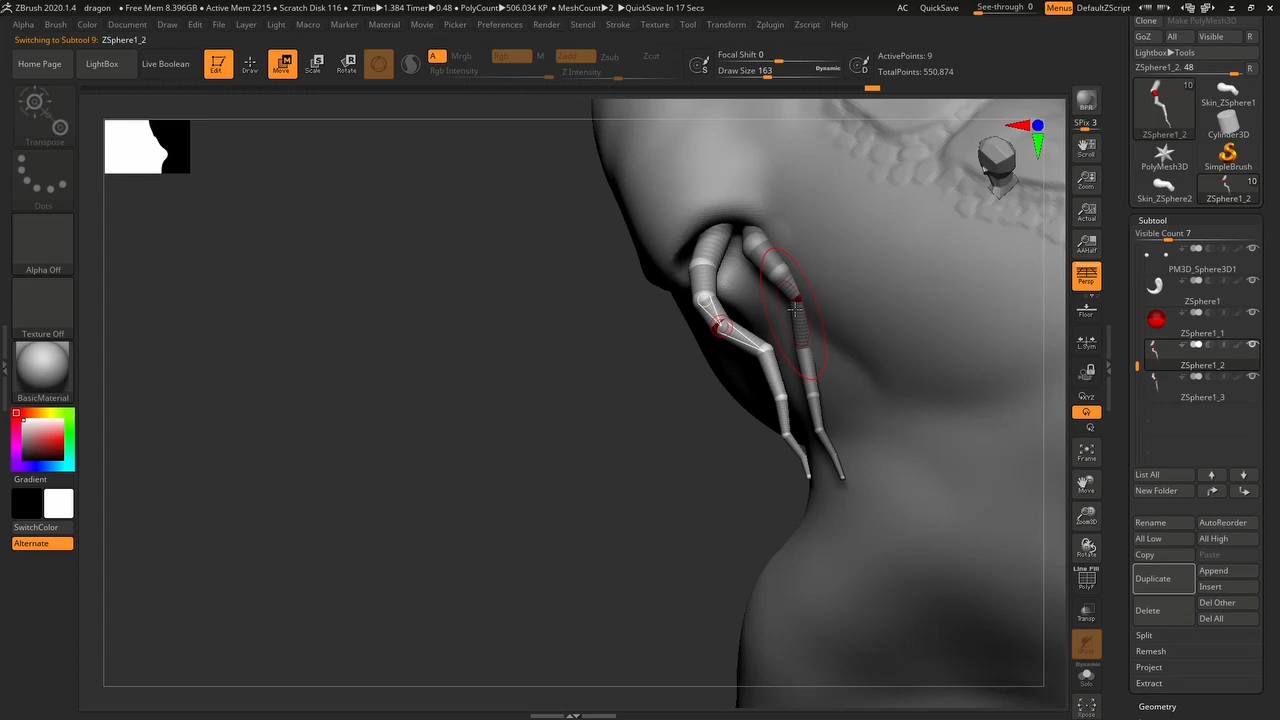 ZBrush 2020.1.4 dragon • Free Mem 8.396GB • Active Mem 2215 • Scratch Disk 116 • ZTime▶1.384 Timer▶0.48 • PolyCount▶506.034 KP • MeshCount▶2 ▶QuickSave In 17 Secs
AC QuickSave See-through 0 Menus DefaultZScript
Alpha Brush Color Document Draw Edit File Layer Light Macro Marker Material Movie Picker Preferences Render Stencil Stroke Texture Tool Transform Zplugin Zscript Help
Switching to Subtool 9: ZSphere1_2
Home Page LightBox Live Boolean
Edit Draw Move Scale Rotate
A Mrgb Rgb M Zadd Zsub Zcut
Rgb Intensity Z Intensity
S Focal Shift 0
Draw Size 163 Dynamic
D ActivePoints: 9
TotalPoints: 550,874
Transpose
Dots
Alpha Off
Texture Off
BasicMaterial
Gradient
SwitchColor
Alternate
BPR
SPix 3
Scroll
Zoom
Actual
AAHalf
Persp
Floor
L.Sym
XYZ
Y
Z
Frame
Move
Zoom3D
Rotate
Line Fill
PolyF
Transp
Ghost
Dynamic
Solo
Xpose
Clone Make PolyMesh3D
GoZ All Visible R
Lightbox▶Tools
ZSphere1_2. 48 R
10
ZSphere1_2
Skin_ZSphere1
Cylinder3D
PolyMesh3D SimpleBrush
10
Skin_ZSphere2 ZSphere1_2
Subtool
Visible Count 7
PM3D_Sphere3D1
ZSphere1
ZSphere1_1
ZSphere1_2
ZSphere1_3
List All
New Folder
Rename AutoReorder
All Low All High
Copy Paste
Duplicate Append
Insert
Delete Del Other
Del All
Split
Remesh
Project
Extract
Geometry